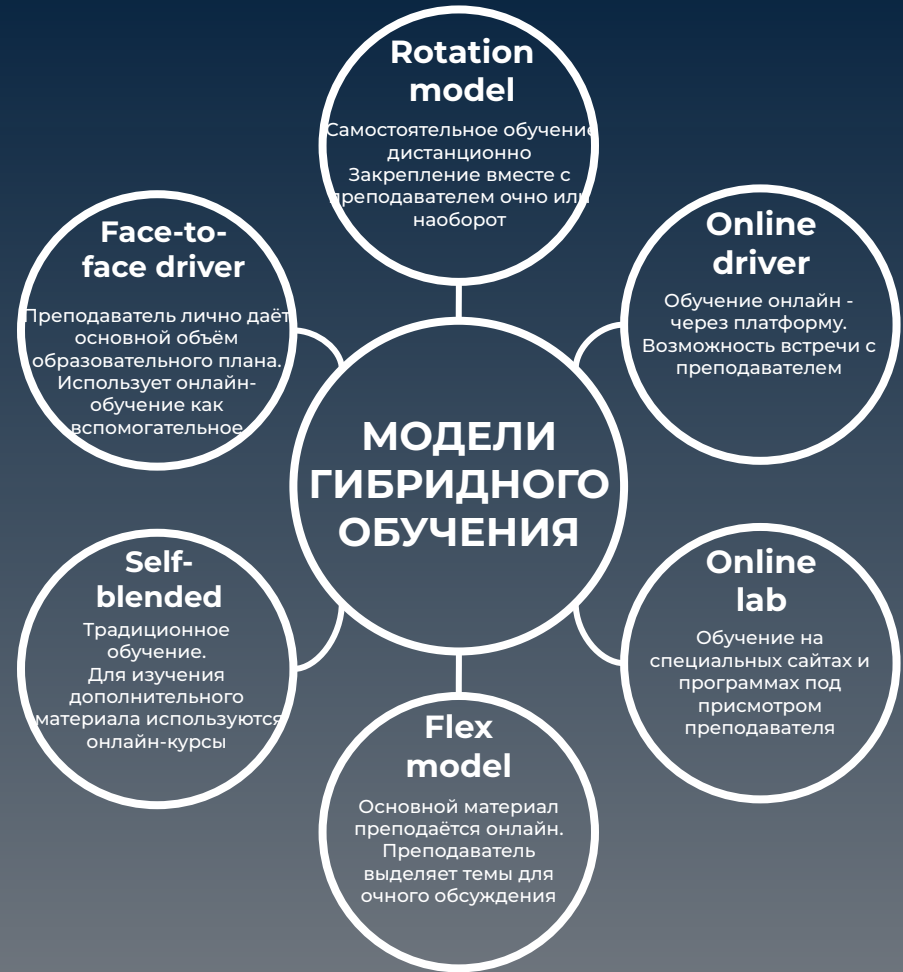 Rotation
model
Самостоятельное обучение
дистанционно
Закрепление вместе с
преподавателем очно или
наоборот
Face-to-
face driver
Преподаватель лично даёт
основной объём
образовательного плана.
Использует онлайн-
обучение как
вспомогательное
Online
driver
Обучение онлайн -
через платформу.
Возможность встречи с
преподавателем
МОДЕЛИ
ГИБРИДНОГО
ОБУЧЕНИЯ
Self-
blended
Традиционное
обучение.
Для изучения
дополнительного
материала используются
онлайн-курсы
Online
lab
Обучение на
специальных сайтах и
программах под
присмотром
преподавателя
Flex
model
Основной материал
преподаётся онлайн.
Преподаватель
выделяет темы для
очного обсуждения